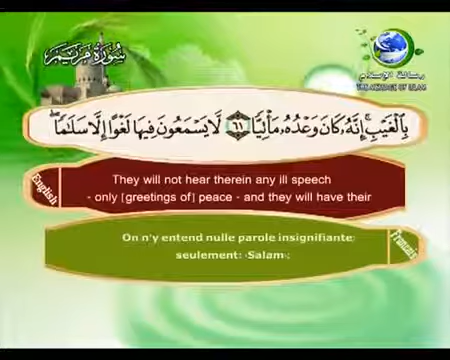 سورة مريم
رسالة الإسلام
THE MESSAGE OF ISLAM
بِالْغَيْبِ ۚ إِنَّهُۥ كَانَ وَعْدُهُۥ مَأْتِيًّا ٦١ لَّا يَسْمَعُونَ فِيهَا لَغْوًا إِلَّا سَلَٰمًا ۖ
English
They will not hear therein any ill speech
- only [greetings of] peace - and they will have their
On n'y entend nulle parole insignifiante;
seulement: ‹Salam›;
Français